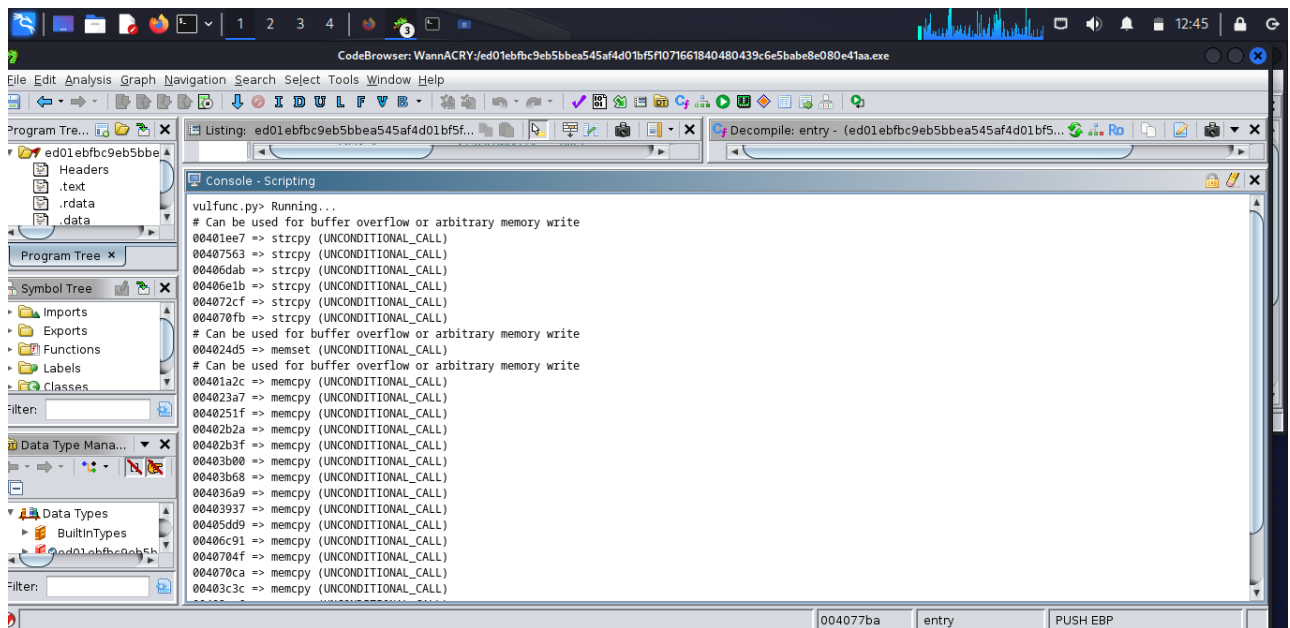 1 2 3 4 3 12:45
CodeBrowser: WannACRY:/ed01ebfbc9eb5bbea545af4d01bf5f1071661840480439c6e5babe8e080e41aa.exe
File Edit Analysis Graph Navigation Search Select Tools Window Help
I D U L F V B
Program Tre...
Listing: ed01ebfbc9eb5bbea545af4d01bf5f...
Decompile: entry - (ed01ebfbc9eb5bbea545af4d01bf5... Ro
ed01ebfbc9eb5bbe
Headers
.text
.rdata
.data
Program Tree ×
Symbol Tree
Imports
Exports
Functions
Labels
Classes
Filter:
Data Type Mana...
Data Types
BuiltInTypes
ed01ebfbc9eb5b
Filter:
Console - Scripting
vulfunc.py> Running...
# Can be used for buffer overflow or arbitrary memory write
00401ee7 => strcpy (UNCONDITIONAL_CALL)
00407563 => strcpy (UNCONDITIONAL_CALL)
00406dab => strcpy (UNCONDITIONAL_CALL)
00406e1b => strcpy (UNCONDITIONAL_CALL)
004072cf => strcpy (UNCONDITIONAL_CALL)
004070fb => strcpy (UNCONDITIONAL_CALL)
# Can be used for buffer overflow or arbitrary memory write
004024d5 => memset (UNCONDITIONAL_CALL)
# Can be used for buffer overflow or arbitrary memory write
00401a2c => memcpy (UNCONDITIONAL_CALL)
004023a7 => memcpy (UNCONDITIONAL_CALL)
0040251f => memcpy (UNCONDITIONAL_CALL)
00402b2a => memcpy (UNCONDITIONAL_CALL)
00402b3f => memcpy (UNCONDITIONAL_CALL)
00403b00 => memcpy (UNCONDITIONAL_CALL)
00403b68 => memcpy (UNCONDITIONAL_CALL)
004036a9 => memcpy (UNCONDITIONAL_CALL)
00403937 => memcpy (UNCONDITIONAL_CALL)
00405dd9 => memcpy (UNCONDITIONAL_CALL)
00406c91 => memcpy (UNCONDITIONAL_CALL)
0040704f => memcpy (UNCONDITIONAL_CALL)
004070ca => memcpy (UNCONDITIONAL_CALL)
00403c3c => memcpy (UNCONDITIONAL_CALL)
004077ba entry PUSH EBP